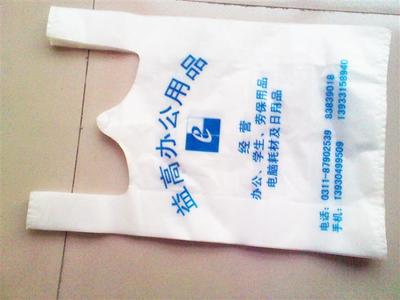 益高办公用品
e
经营
办公、学生、劳保用品
电脑耗材及日用品
电话：0311-87902539 83839018
手机：13930499509 13933158940